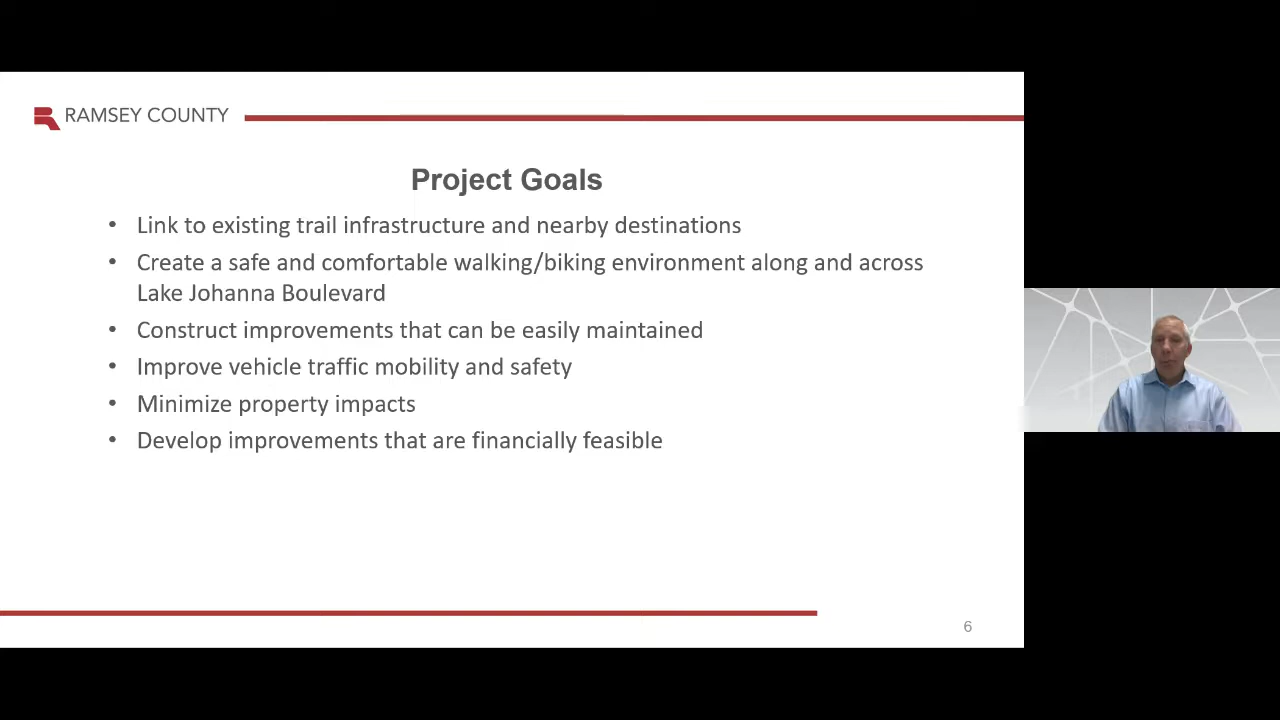 RAMSEY COUNTY
Project Goals
• Link to existing trail infrastructure and nearby destinations
• Create a safe and comfortable walking/biking environment along and across
Lake Johanna Boulevard
• Construct improvements that can be easily maintained
• Improve vehicle traffic mobility and safety
• Minimize property impacts
• Develop improvements that are financially feasible
6